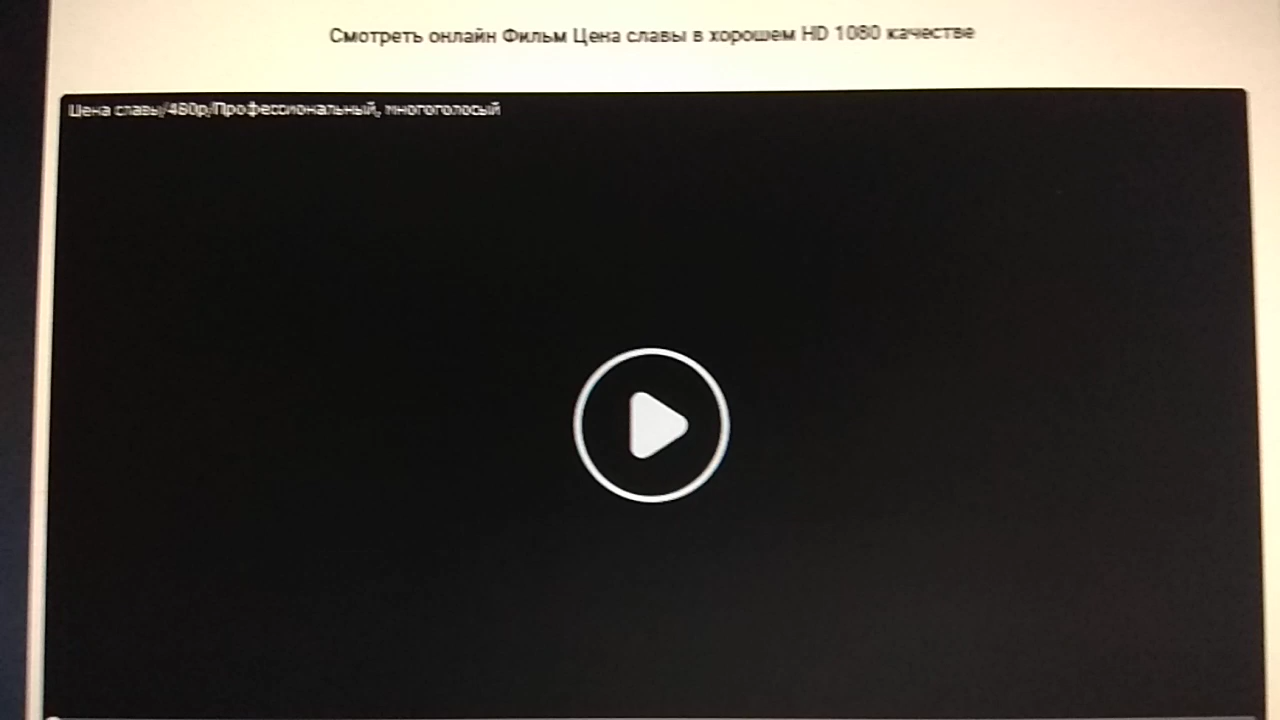 Смотреть онлайн Фильм Цена славы в хорошем HD 1080 качестве
Цена славы/480p/Профессиональный, многоголосый